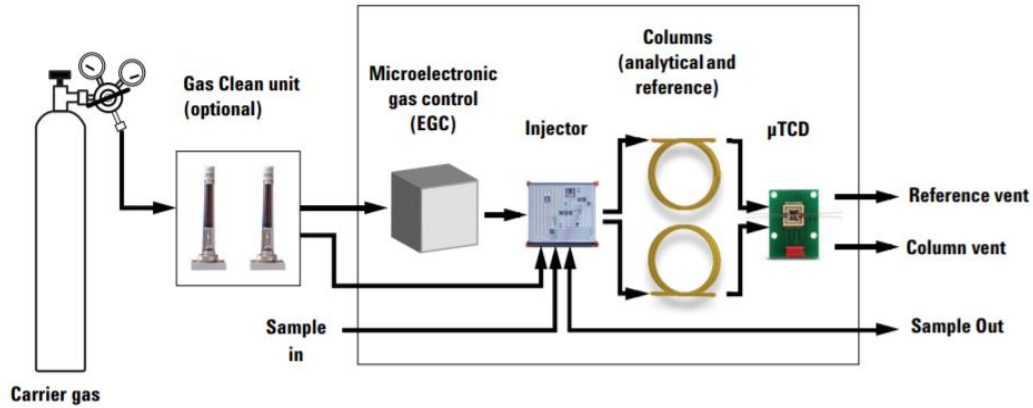 Gas Clean unit
(optional)
Microelectronic
gas control
(EGC)
Injector
Columns
(analytical and
reference)
µTCD
Reference vent
Column vent
Sample
in
Sample Out
Carrier gas